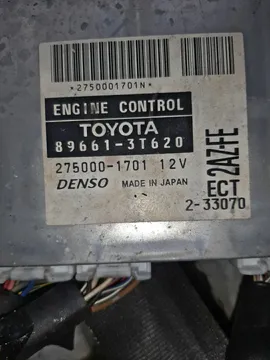 *2750001701N*
ENGINE CONTROL
TOYOTA
89661-3T620
275000-1701 12V
DENSO MADE IN JAPAN
2AZ-FE
ECT
2-33070